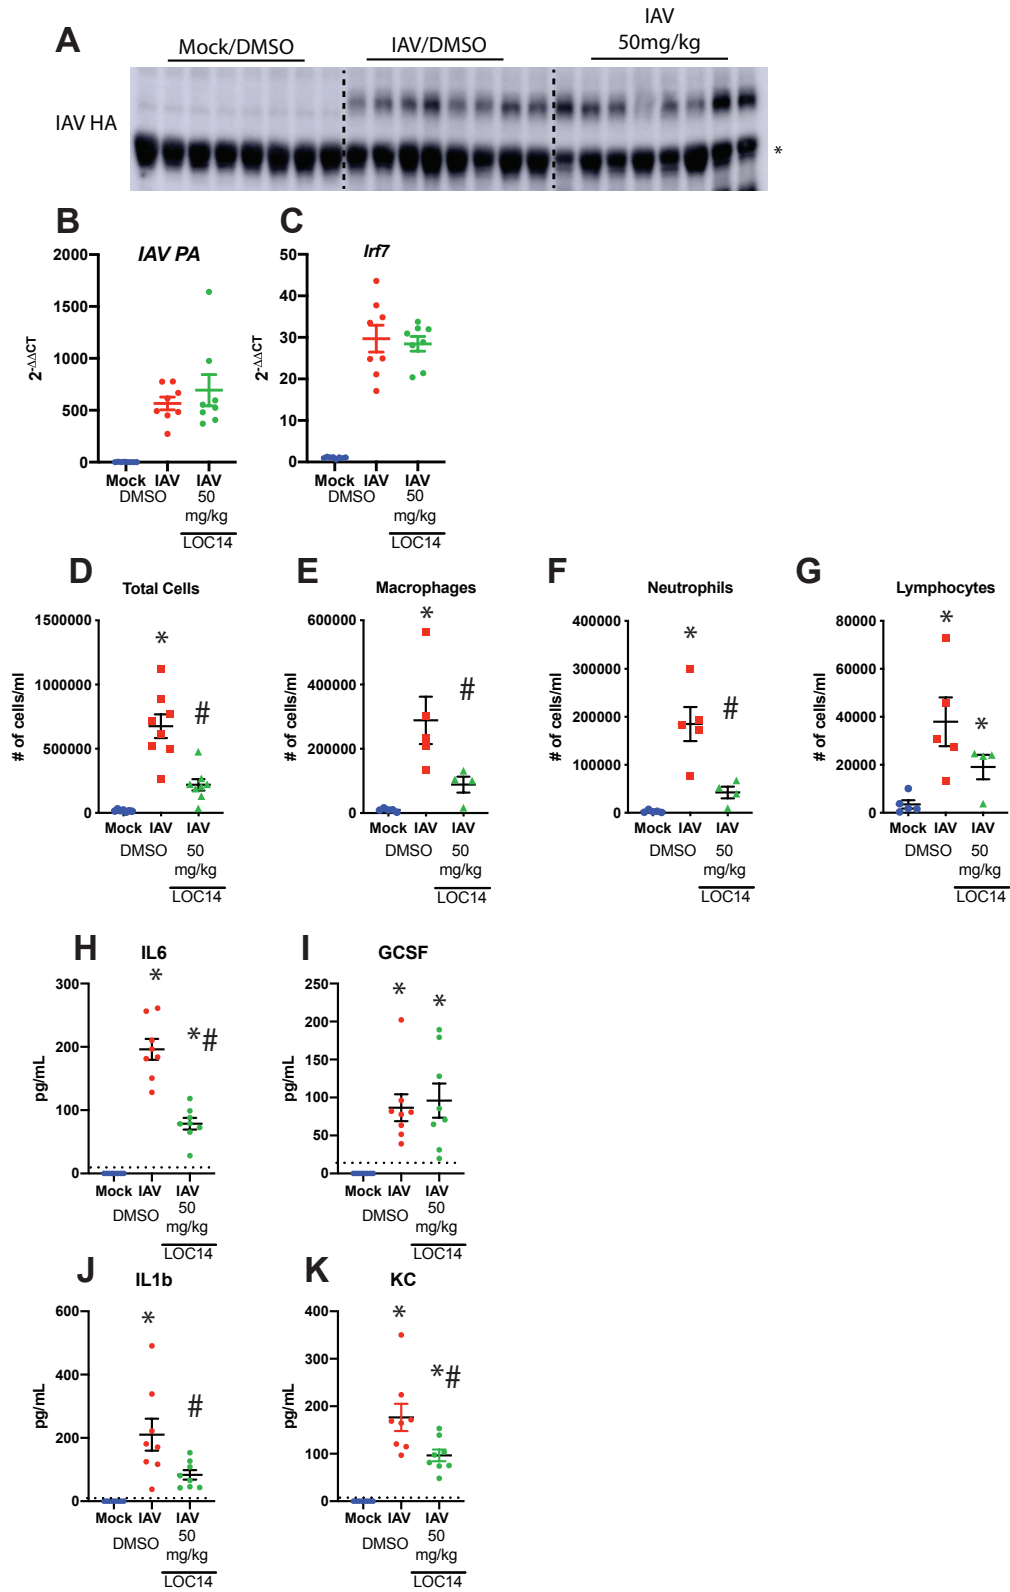 A
Mock/DMSO
IAV/DMSO
IAV
50mg/kg
IAV HA
*
B
IAV PA
2000
1500
1000
500
0
2-ΔΔCT
Mock IAV IAV
DMSO 50
mg/kg
LOC14
C
Irf7
50
40
30
20
10
0
2-ΔΔCT
Mock IAV IAV
DMSO 50
mg/kg
LOC14
D
Total Cells
1500000
1000000
500000
0
# of cells/ml
*
#
Mock IAV IAV
DMSO 50
mg/kg
LOC14
E
Macrophages
600000
400000
200000
0
# of cells/ml
*
#
Mock IAV IAV
DMSO 50
mg/kg
LOC14
F
Neutrophils
400000
300000
200000
100000
0
# of cells/ml
*
#
Mock IAV IAV
DMSO 50
mg/kg
LOC14
G
Lymphocytes
80000
60000
40000
20000
0
# of cells/ml
*
*
Mock IAV IAV
DMSO 50
mg/kg
LOC14
H
IL6
300
200
100
0
pg/mL
*
*#
Mock IAV IAV
DMSO 50
mg/kg
LOC14
I
GCSF
250
200
150
100
50
0
pg/mL
*
*
Mock IAV IAV
DMSO 50
mg/kg
LOC14
J
IL1b
600
400
200
0
pg/mL
*
#
Mock IAV IAV
DMSO 50
mg/kg
LOC14
K
KC
400
300
200
100
0
pg/mL
*
*#
Mock IAV IAV
DMSO 50
mg/kg
LOC14